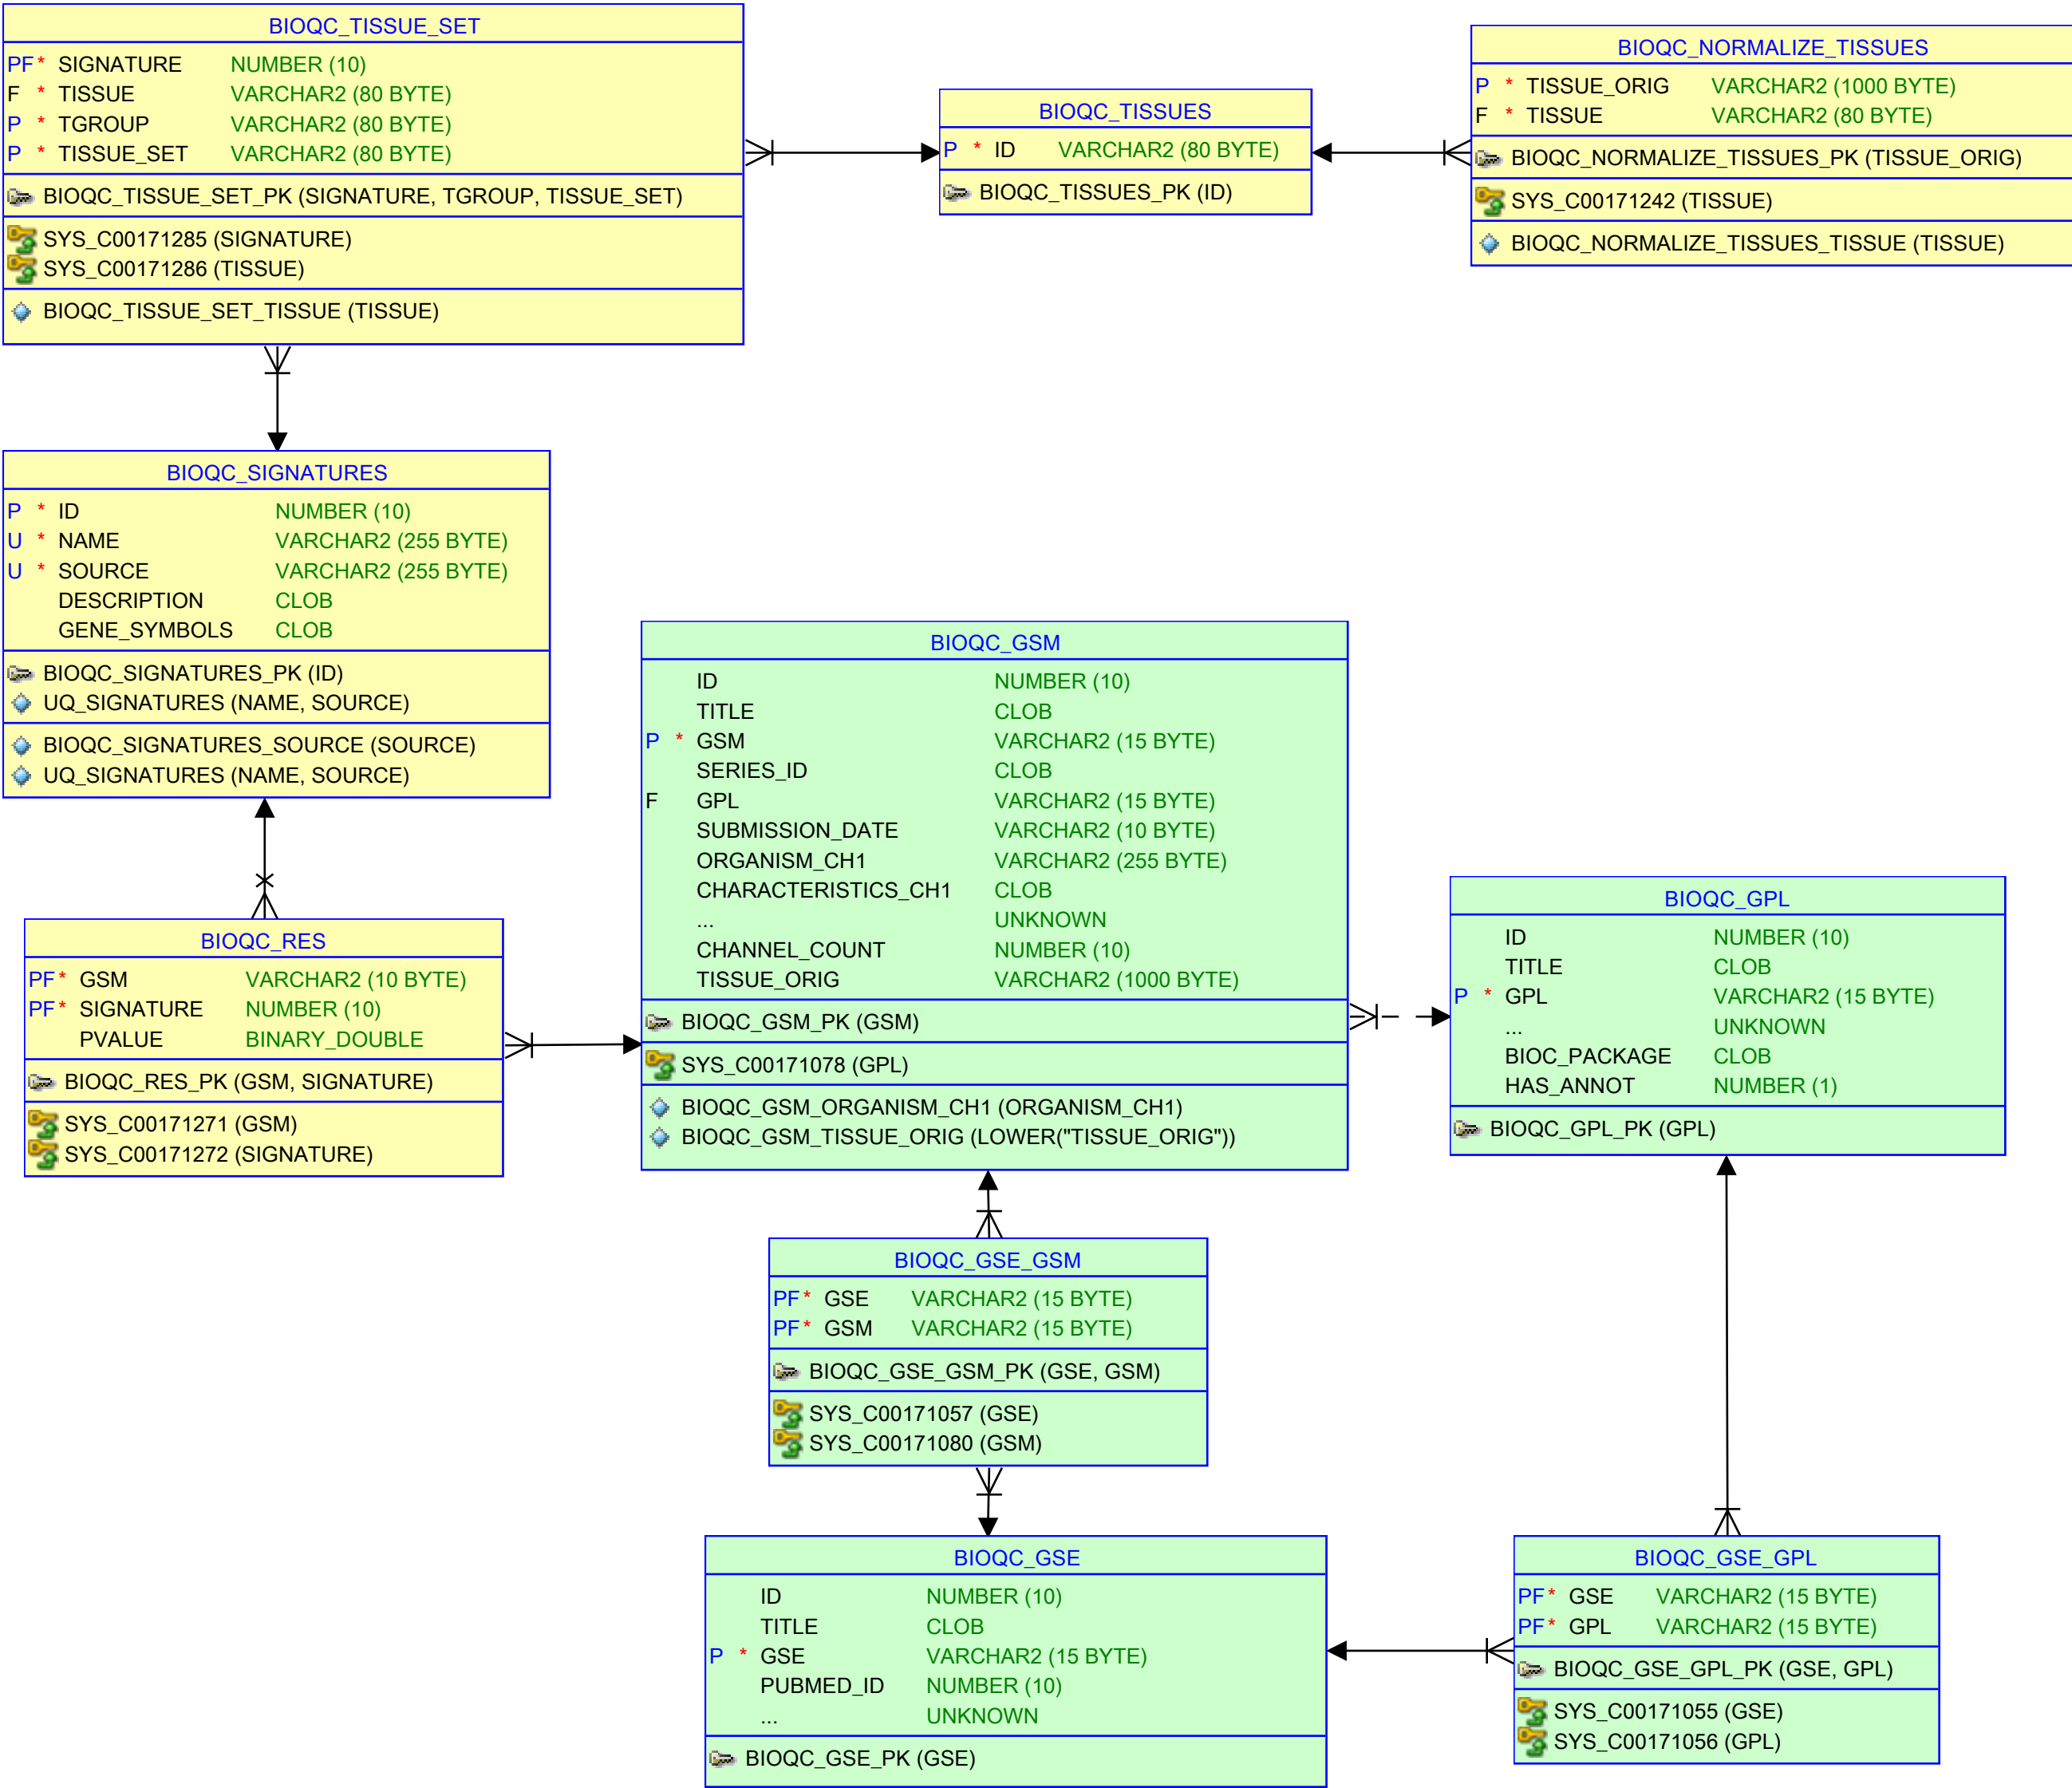 BIOQC_TISSUE_SET
PF * SIGNATURE NUMBER (10)
F * TISSUE VARCHAR2 (80 BYTE)
P * TGROUP VARCHAR2 (80 BYTE)
P * TISSUE_SET VARCHAR2 (80 BYTE)
BIOQC_TISSUE_SET_PK (SIGNATURE, TGROUP, TISSUE_SET)
SYS_C00171285 (SIGNATURE)
SYS_C00171286 (TISSUE)
BIOQC_TISSUE_SET_TISSUE (TISSUE)
BIOQC_TISSUES
P * ID VARCHAR2 (80 BYTE)
BIOQC_TISSUES_PK (ID)
BIOQC_NORMALIZE_TISSUES
P * TISSUE_ORIG VARCHAR2 (1000 BYTE)
F * TISSUE VARCHAR2 (80 BYTE)
BIOQC_NORMALIZE_TISSUES_PK (TISSUE_ORIG)
SYS_C00171242 (TISSUE)
BIOQC_NORMALIZE_TISSUES_TISSUE (TISSUE)
BIOQC_SIGNATURES
P * ID NUMBER (10)
U * NAME VARCHAR2 (255 BYTE)
U * SOURCE VARCHAR2 (255 BYTE)
DESCRIPTION CLOB
GENE_SYMBOLS CLOB
BIOQC_SIGNATURES_PK (ID)
UQ_SIGNATURES (NAME, SOURCE)
BIOQC_SIGNATURES_SOURCE (SOURCE)
UQ_SIGNATURES (NAME, SOURCE)
BIOQC_RES
PF * GSM VARCHAR2 (10 BYTE)
PF * SIGNATURE NUMBER (10)
PVALUE BINARY_DOUBLE
BIOQC_RES_PK (GSM, SIGNATURE)
SYS_C00171271 (GSM)
SYS_C00171272 (SIGNATURE)
BIOQC_GSM
ID NUMBER (10)
TITLE CLOB
P * GSM VARCHAR2 (15 BYTE)
SERIES_ID CLOB
F GPL VARCHAR2 (15 BYTE)
SUBMISSION_DATE VARCHAR2 (10 BYTE)
ORGANISM_CH1 VARCHAR2 (255 BYTE)
CHARACTERISTICS_CH1 CLOB
... UNKNOWN
CHANNEL_COUNT NUMBER (10)
TISSUE_ORIG VARCHAR2 (1000 BYTE)
BIOQC_GSM_PK (GSM)
SYS_C00171078 (GPL)
BIOQC_GSM_ORGANISM_CH1 (ORGANISM_CH1)
BIOQC_GSM_TISSUE_ORIG (LOWER("TISSUE_ORIG"))
BIOQC_GPL
ID NUMBER (10)
TITLE CLOB
P * GPL VARCHAR2 (15 BYTE)
... UNKNOWN
BIOC_PACKAGE CLOB
HAS_ANNOT NUMBER (1)
BIOQC_GPL_PK (GPL)
BIOQC_GSE_GSM
PF * GSE VARCHAR2 (15 BYTE)
PF * GSM VARCHAR2 (15 BYTE)
BIOQC_GSE_GSM_PK (GSE, GSM)
SYS_C00171057 (GSE)
SYS_C00171080 (GSM)
BIOQC_GSE
ID NUMBER (10)
TITLE CLOB
P * GSE VARCHAR2 (15 BYTE)
PUBMED_ID NUMBER (10)
... UNKNOWN
BIOQC_GSE_PK (GSE)
BIOQC_GSE_GPL
PF * GSE VARCHAR2 (15 BYTE)
PF * GPL VARCHAR2 (15 BYTE)
BIOQC_GSE_GPL_PK (GSE, GPL)
SYS_C00171055 (GSE)
SYS_C00171056 (GPL)